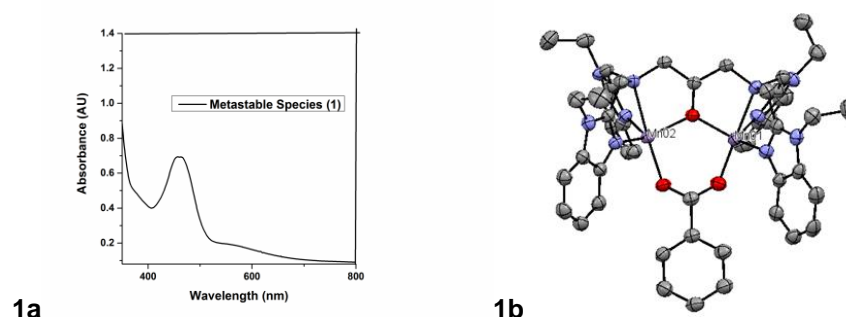 1.4
1.2
1.0
0.8
0.6
0.4
0.2
Absorbance (AU)
Metastable Species (1)
400
600
800
Wavelength (nm)
1a
Mn02
Mn01
1b